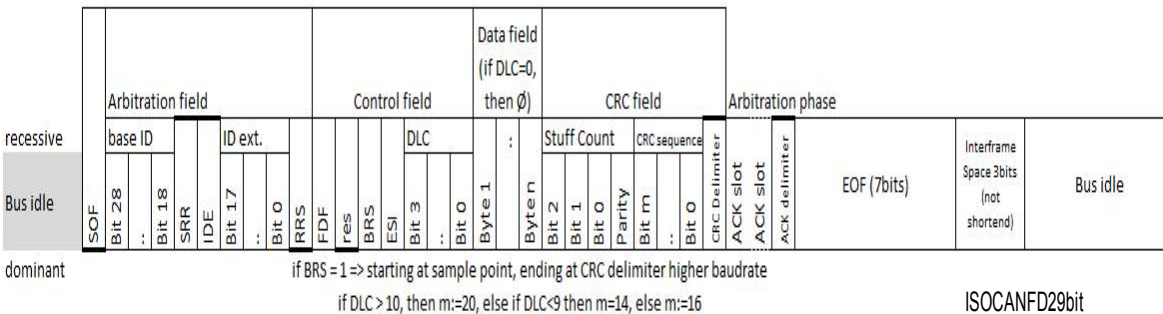 Data field
(if DLC=0,
then Ø)
Arbitration field
Control field
CRC field
Arbitration phase
recessive
base ID
ID ext.
DLC
:
Stuff Count
CRC sequence
Bus idle
SOF
Bit 28
..
Bit 18
SRR
IDE
Bit 17
..
Bit 0
RRS
FDF
res
BRS
ESI
Bit 3
..
Bit 0
Byte 1
Byte n
Bit 2
Bit 1
Bit 0
Parity
Bit m
..
Bit 0
CRC Delimiter
ACK slot
ACK slot
ACK delimiter
EOF (7bits)
Interframe
Space 3bits
(not
shortend)
Bus idle
dominant
if BRS = 1 => starting at sample point, ending at CRC delimiter higher baudrate
if DLC > 10, then m:=20, else if DLC<9 then m=14, else m:=16
ISOCANFD29bit